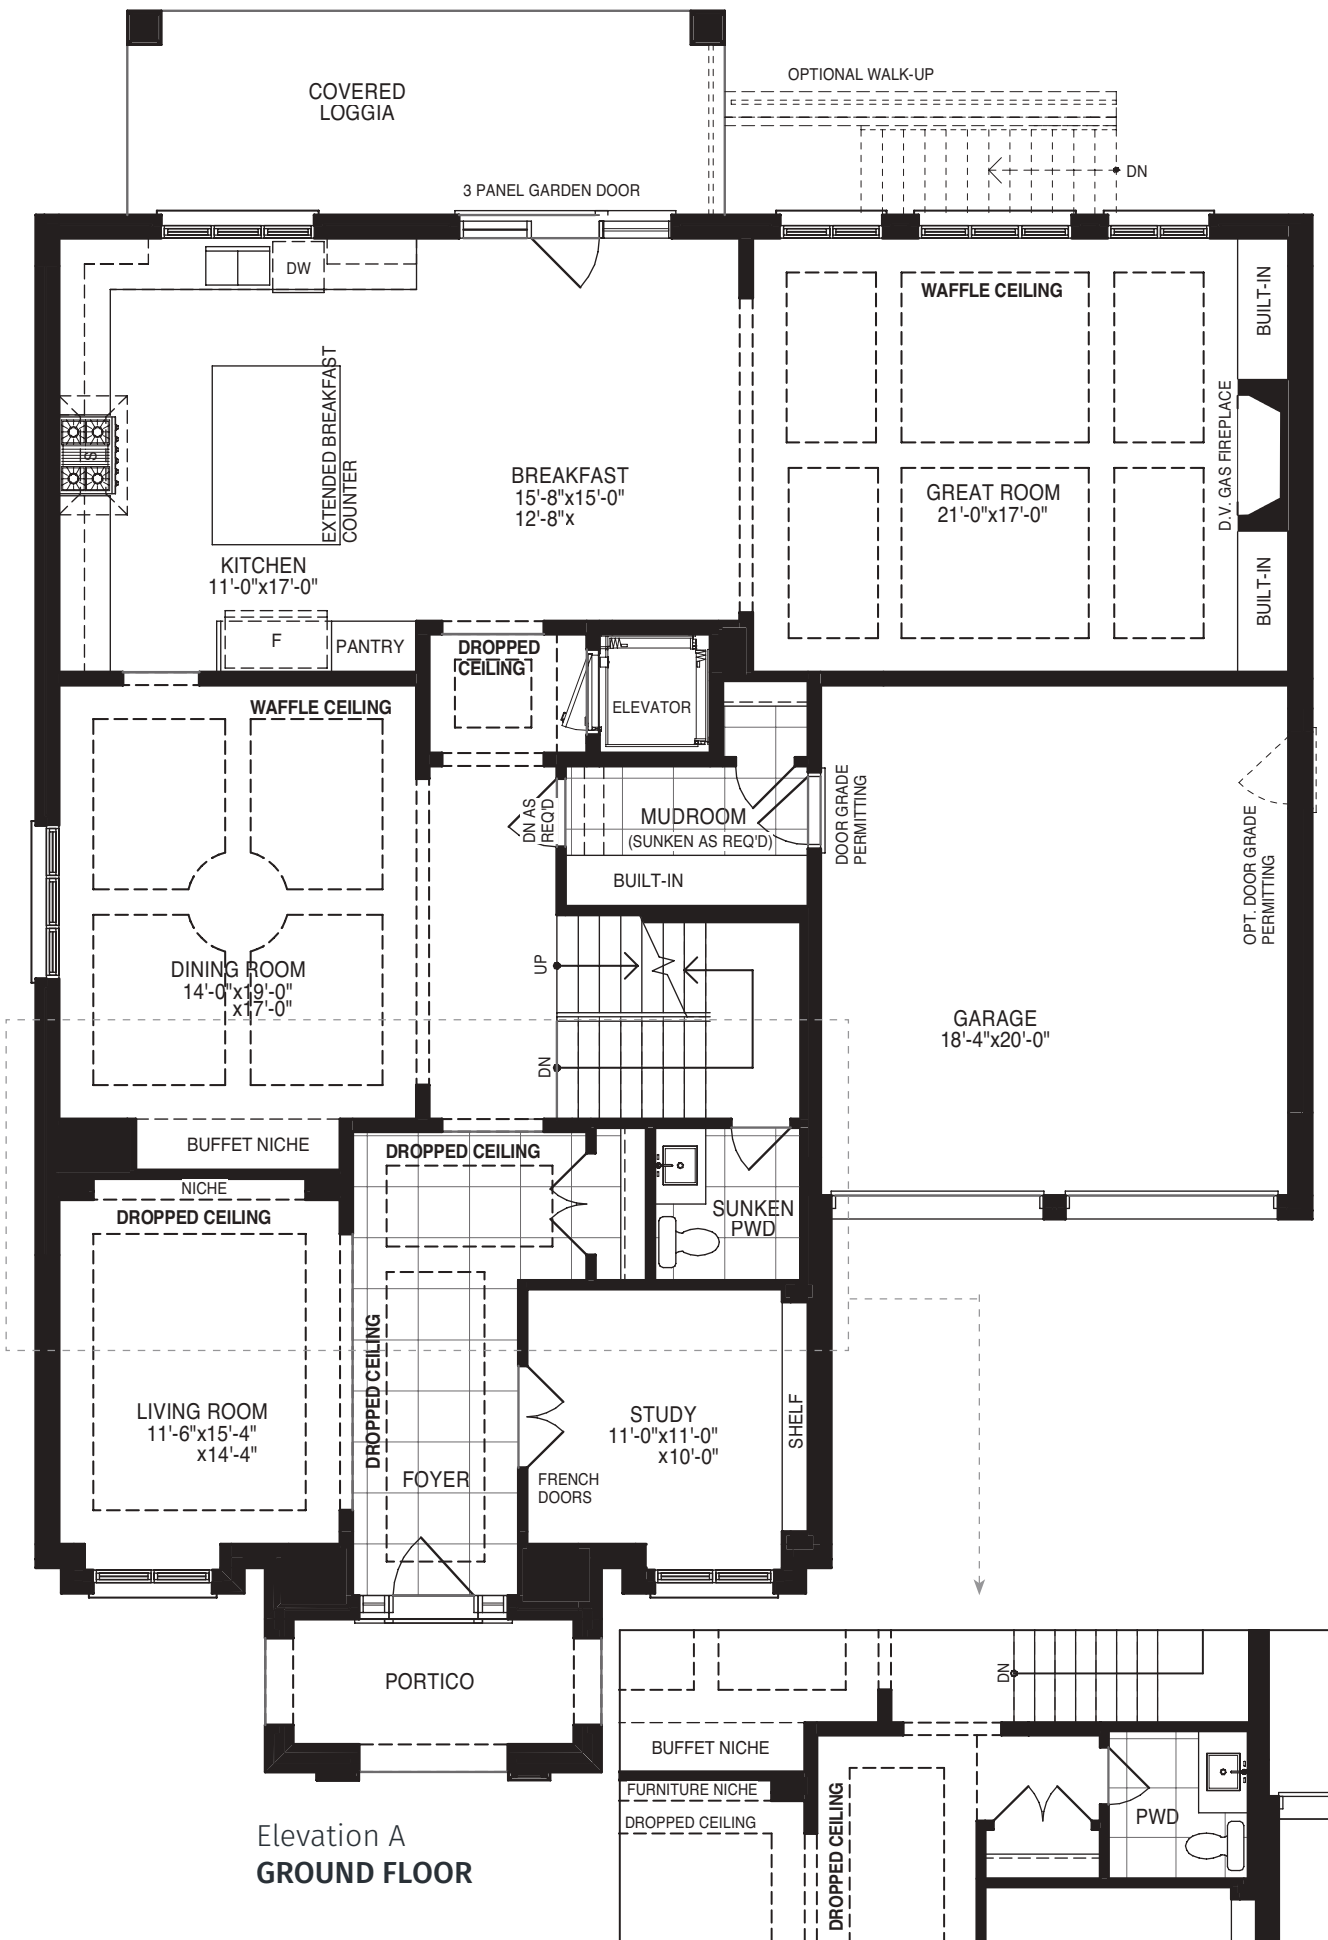 COVERED
LOGGIA
OPTIONAL WALK-UP
DN
3 PANEL GARDEN DOOR
DW
WAFFLE CEILING
BUILT-IN
EXTENDED BREAKFAST
COUNTER
S
D.V. GAS FIREPLACE
BREAKFAST
15'-8"x15'-0"
12'-8"x
GREAT ROOM
21'-0"x17'-0"
KITCHEN
11'-0"x17'-0"
BUILT-IN
F
PANTRY
DROPPED
CEILING
ELEVATOR
WAFFLE CEILING
DN AS
REQ'D
MUDROOM
(SUNKEN AS REQ'D)
DOOR GRADE
PERMITTING
BUILT-IN
OPT. DOOR GRADE
PERMITTING
DINING ROOM
14'-0"x19'-0"
x17'-0"
UP
DN
GARAGE
18'-4"x20'-0"
BUFFET NICHE
DROPPED CEILING
NICHE
DROPPED CEILING
SUNKEN
PWD
DROPPED CEILING
LIVING ROOM
11'-6"x15'-4"
x14'-4"
FOYER
STUDY
11'-0"x11'-0"
x10'-0"
SHELF
FRENCH
DOORS
PORTICO
DN
BUFFET NICHE
FURNITURE NICHE
DROPPED CEILING
DROPPED CEILING
PWD
Elevation A
GROUND FLOOR